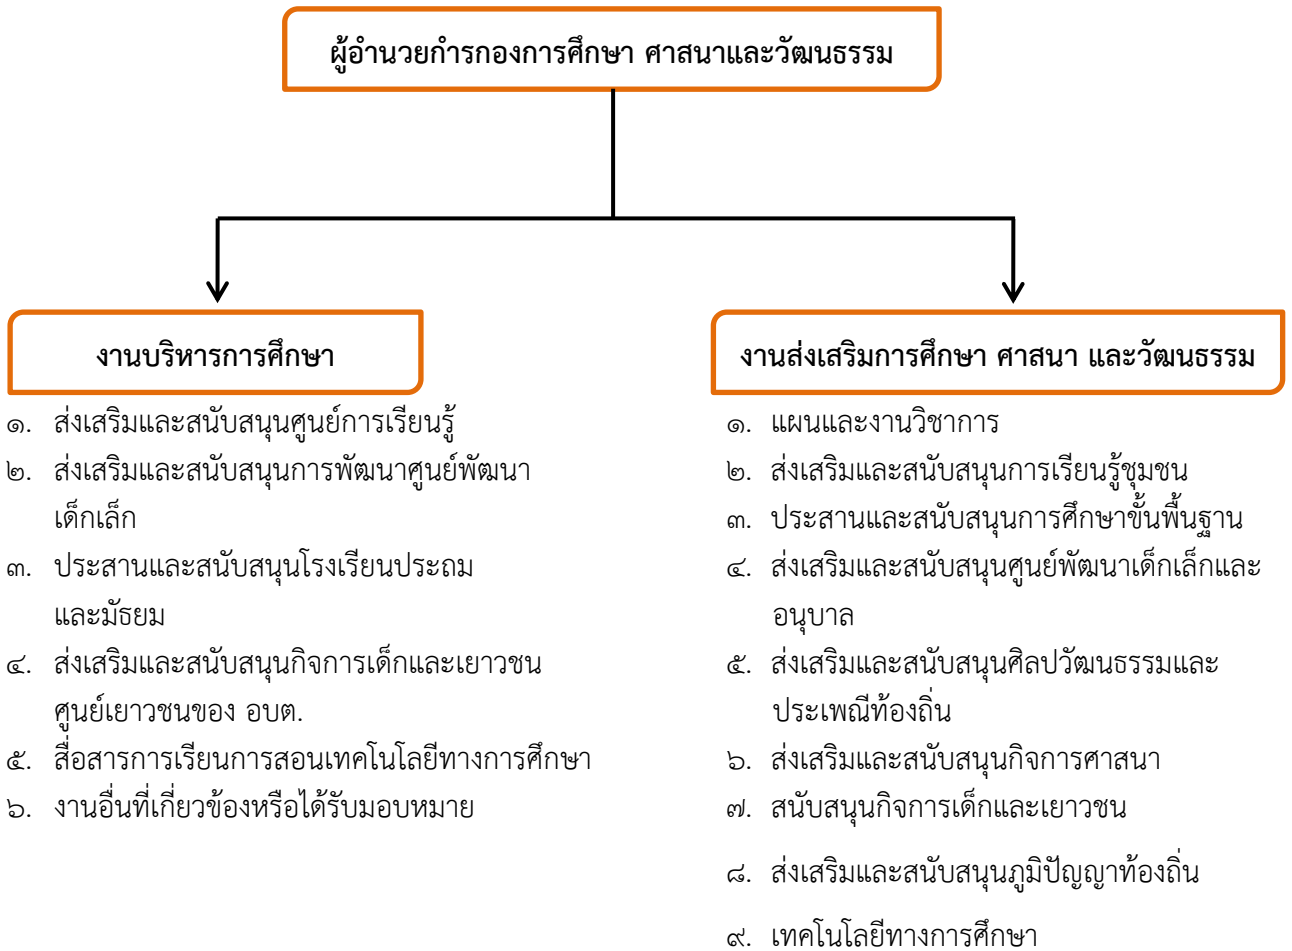 ผู้อำนวยกำรกองการศึกษา ศาสนาและวัฒนธรรม
งานบริหารการศึกษา
๑. ส่งเสริมและสนับสนุนศูนย์การเรียนรู้
๒. ส่งเสริมและสนับสนุนการพัฒนาศูนย์พัฒนา
เด็กเล็ก
๓. ประสานและสนับสนุนโรงเรียนประถม
และมัธยม
๔. ส่งเสริมและสนับสนุนกิจการเด็กและเยาวชน
ศูนย์เยาวชนของ อบต.
๕. สื่อสารการเรียนการสอนเทคโนโลยีทางการศึกษา
๖. งานอื่นที่เกี่ยวข้องหรือได้รับมอบหมาย
งานส่งเสริมการศึกษา ศาสนา และวัฒนธรรม
๑. แผนและงานวิชาการ
๒. ส่งเสริมและสนับสนุนการเรียนรู้ชุมชน
๓. ประสานและสนับสนุนการศึกษาขั้นพื้นฐาน
๔. ส่งเสริมและสนับสนุนศูนย์พัฒนาเด็กเล็กและ
อนุบาล
๕. ส่งเสริมและสนับสนุนศิลปวัฒนธรรมและ
ประเพณีท้องถิ่น
๖. ส่งเสริมและสนับสนุนกิจการศาสนา
๗. สนับสนุนกิจการเด็กและเยาวชน
๘. ส่งเสริมและสนับสนุนภูมิปัญญาท้องถิ่น
๙. เทคโนโลยีทางการศึกษา